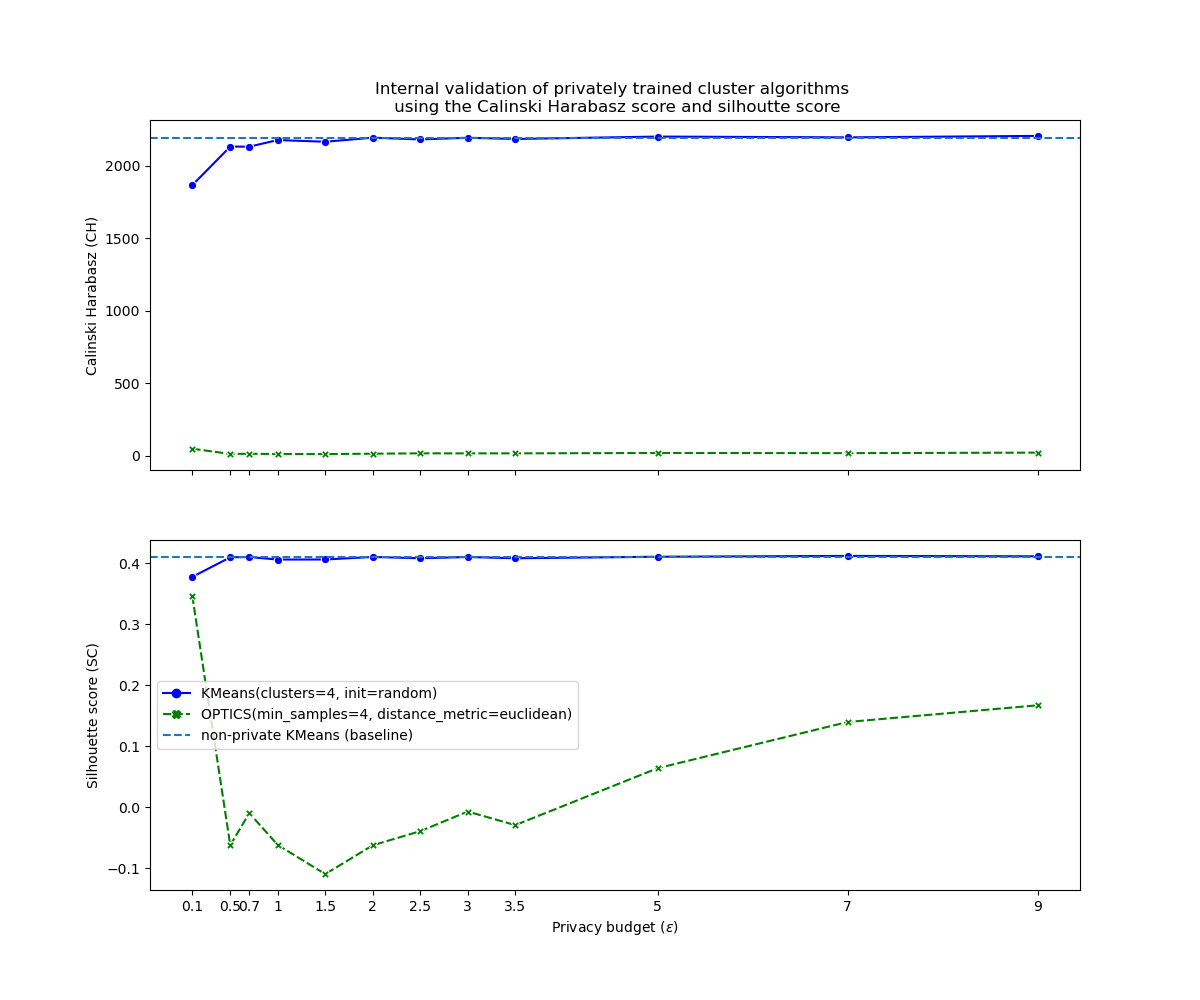 Internal validation of privately trained cluster algorithms
using the Calinski Harabasz score and silhoutte score
Calinski Harabasz (CH)
2000
1500
1000
500
0
Silhouette score (SC)
0.4
0.3
0.2
0.1
0.0
−0.1
KMeans(clusters=4, init=random)
OPTICS(min_samples=4, distance_metric=euclidean)
non-private KMeans (baseline)
0.1 0.5 0.7 1 1.5 2 2.5 3 3.5 5 7 9
Privacy budget (ε)